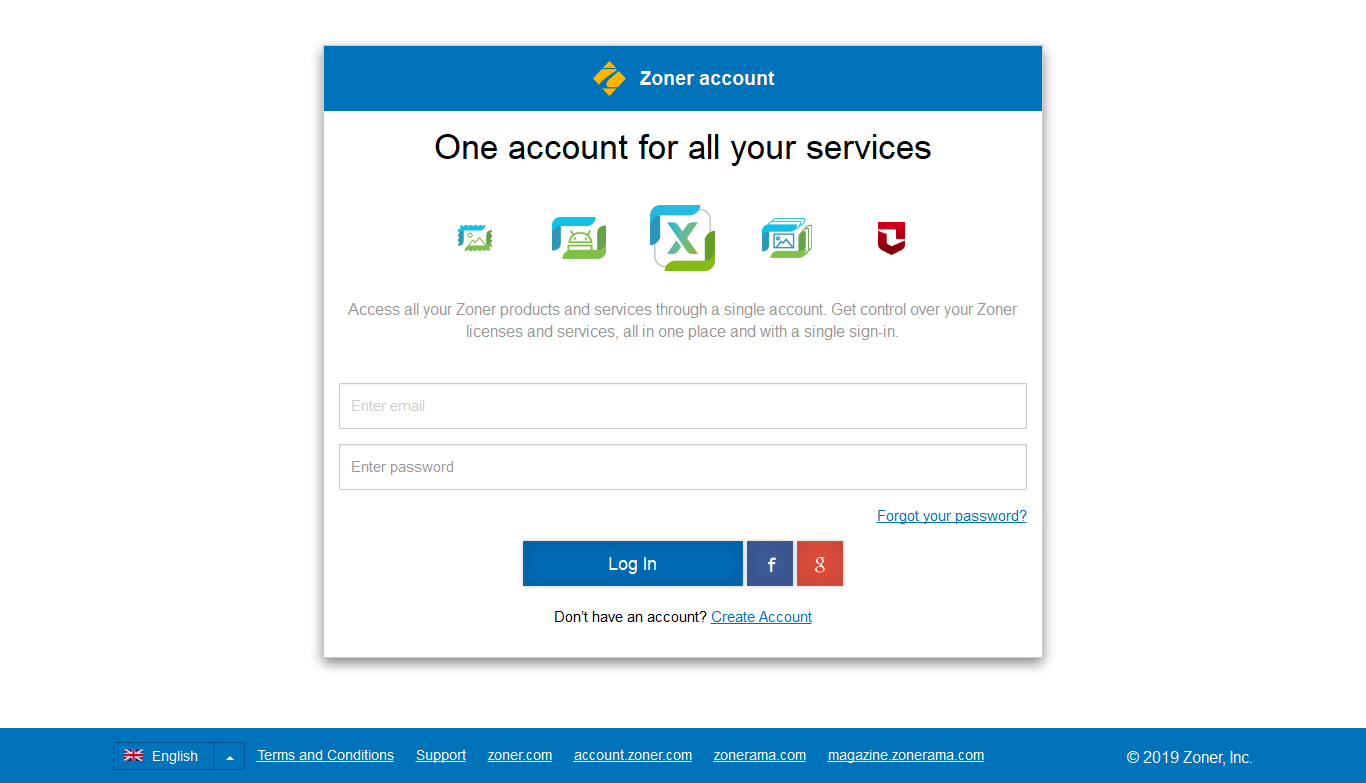 Zoner account
One account for all your services
Access all your Zoner products and services through a single account. Get control over your Zoner
licenses and services, all in one place and with a single sign-in.
Enter email
Enter password
Forgot your password?
Log In f g
Don’t have an account? Create Account
English Terms and Conditions Support zoner.com account.zoner.com zonerama.com magazine.zonerama.com © 2019 Zoner, Inc.